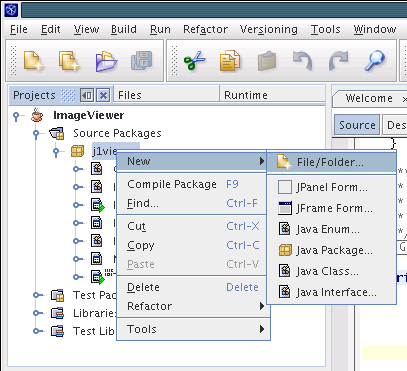 File Edit View Build Run Refactor Versioning Tools Window
Projects Files Runtime
Welcome
ImageViewer
Source Design
Source Packages
j1vie
New
Compile Package F9
Find... Ctrl-F
Cut Ctrl-X
Copy Ctrl-C
Paste Ctrl-V
Delete Delete
Refactor
Tools
File/Folder...
JPanel Form...
JFrame Form...
Java Enum...
Java Package...
Java Class...
Java Interface...
Test Pac
Libraries
Test Lib